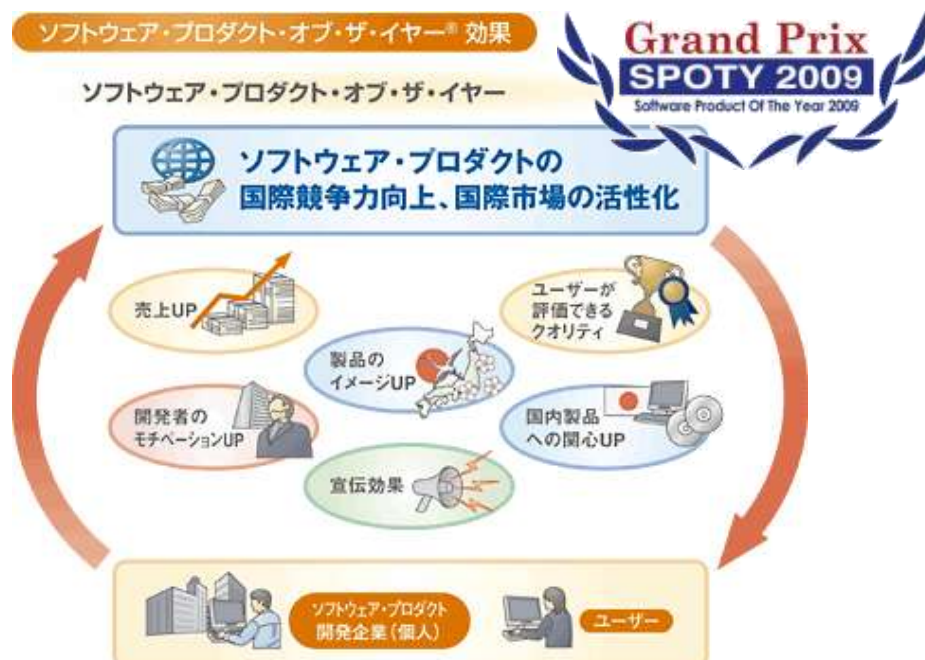 ソフトウェア・プロダクト・オブ・ザ・イヤー® 効果
Grand Prix
SPOTY 2009
Software Product Of The Year 2009
ソフトウェア・プロダクト・オブ・ザ・イヤー
ソフトウェア・プロダクトの
国際競争力向上、国際市場の活性化
売上UP
ユーザーが
評価できる
クオリティ
製品の
イメージUP
開発者の
モチベーションUP
国内製品
への関心UP
宣伝効果
ソフトウェア・プロダクト
開発企業(個人)
ユーザー